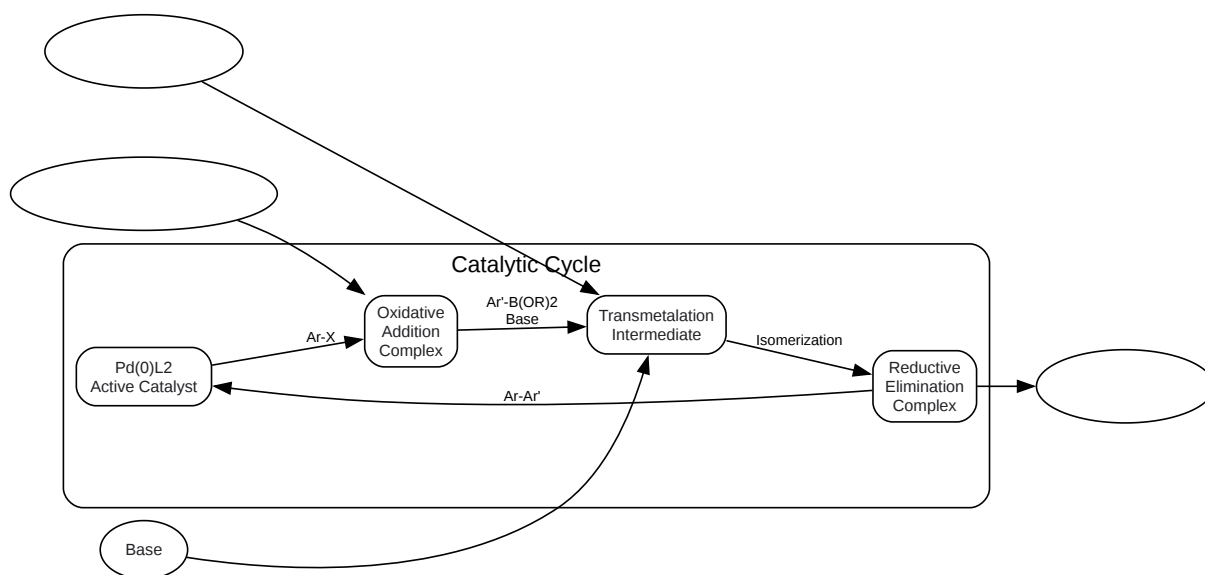 Catalytic Cycle
Oxidative
Addition
Complex
Ar'-B(OR)2
Base
Transmetalation
Intermediate
Ar-X
Isomerization
Pd(0)L2
Active Catalyst
Reductive
Elimination
Complex
Ar-Ar'
Base